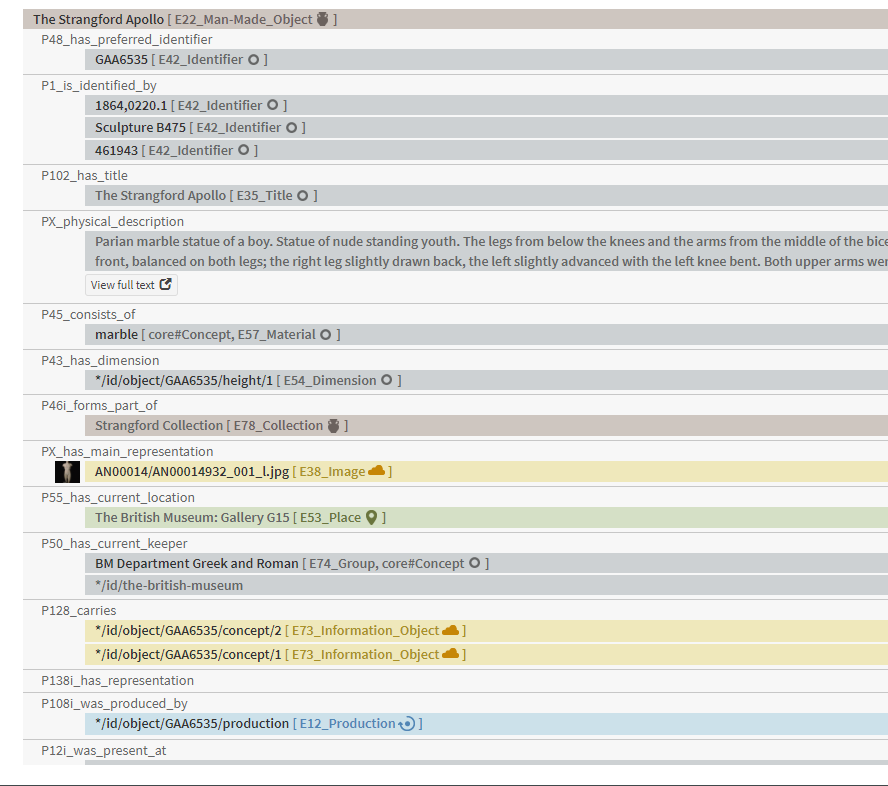 The Strangford Apollo [ E22_Man-Made_Object ]
P48_has_preferred_identifier
GAA6535 [ E42_Identifier ]
P1_is_identified_by
1864,0220.1 [ E42_Identifier ]
Sculpture B475 [ E42_Identifier ]
461943 [ E42_Identifier ]
P102_has_title
The Strangford Apollo [ E35_Title ]
PX_physical_description
Parian marble statue of a boy. Statue of nude standing youth. The legs from below the knees and the arms from the middle of the bice
front, balanced on both legs; the right leg slightly drawn back, the left slightly advanced with the left knee bent. Both upper arms wer
View full text
P45_consists_of
marble [ core#Concept, E57_Material ]
P43_has_dimension
*/id/object/GAA6535/height/1 [ E54_Dimension ]
P46i_forms_part_of
Strangford Collection [ E78_Collection ]
PX_has_main_representation
AN00014/AN00014932_001_l.jpg [ E38_Image ]
P55_has_current_location
The British Museum: Gallery G15 [ E53_Place ]
P50_has_current_keeper
BM Department Greek and Roman [ E74_Group, core#Concept ]
*/id/the-british-museum
P128_carries
*/id/object/GAA6535/concept/2 [ E73_Information_Object ]
*/id/object/GAA6535/concept/1 [ E73_Information_Object ]
P138i_has_representation
P108i_was_produced_by
*/id/object/GAA6535/production [ E12_Production ]
P12i_was_present_at